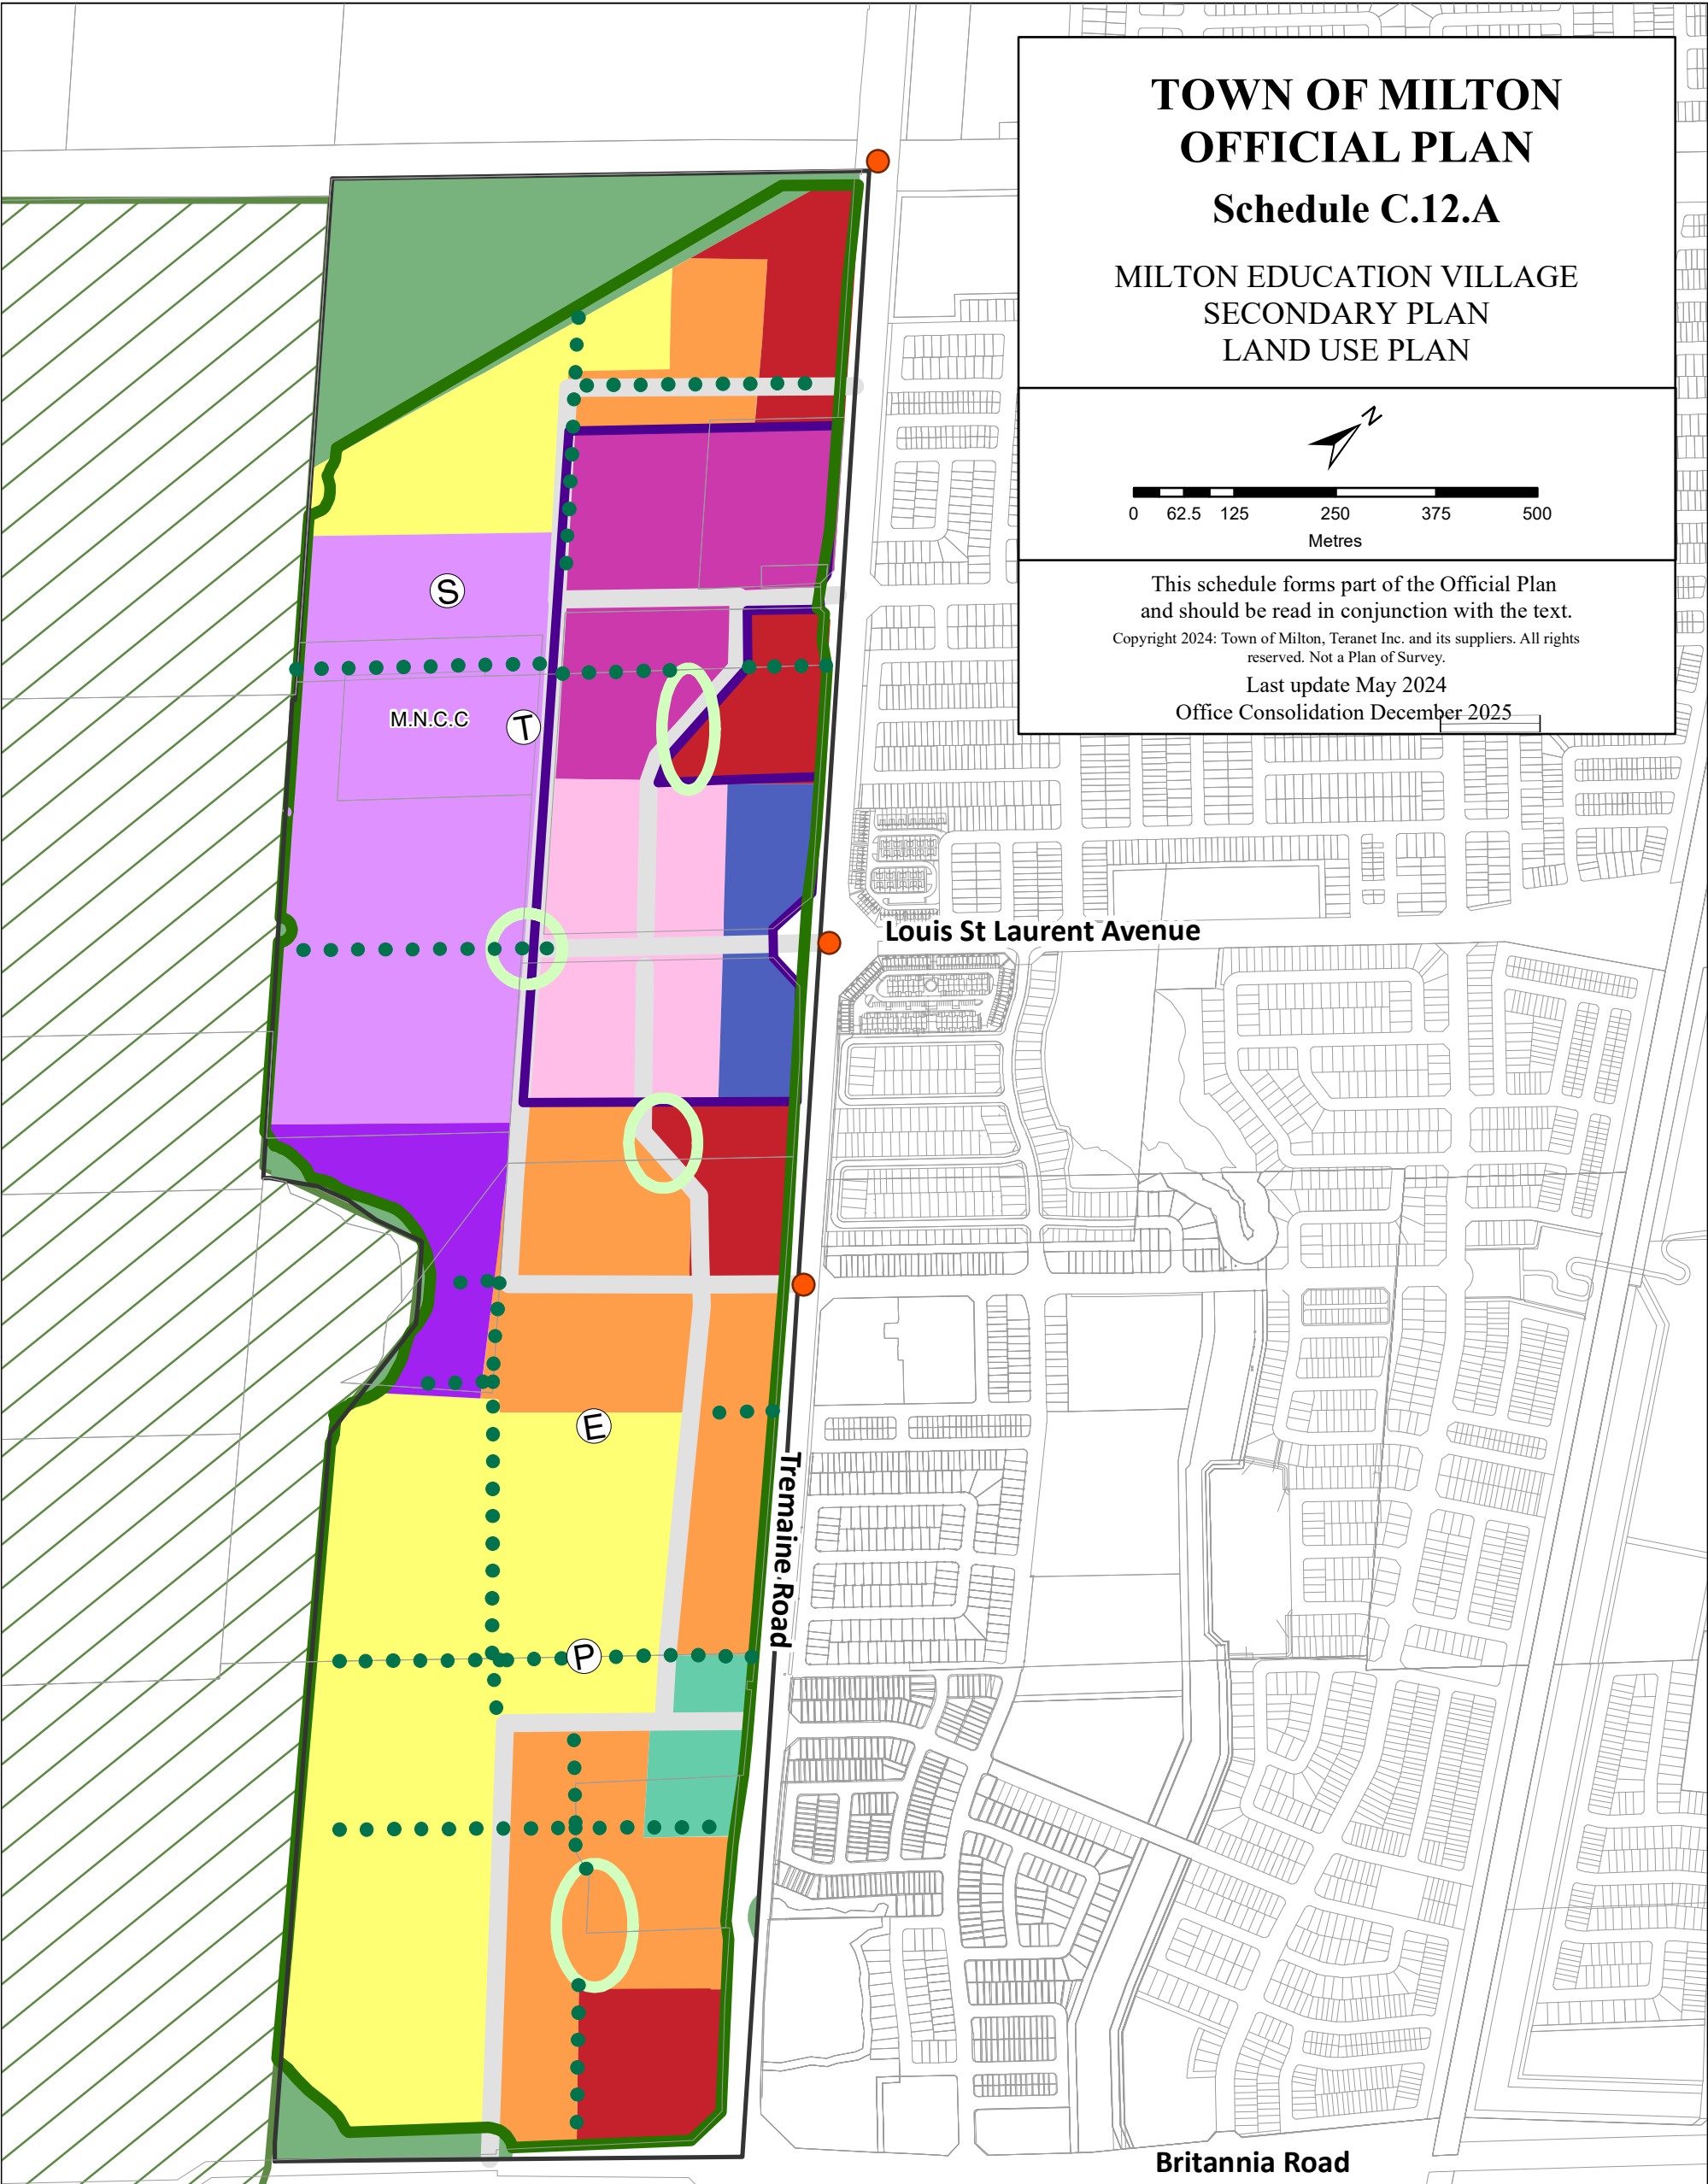 TOWN OF MILTON
OFFICIAL PLAN
Schedule C.12.A
MILTON EDUCATION VILLAGE
SECONDARY PLAN
LAND USE PLAN
N
0 62.5 125 250 375 500
Metres
This schedule forms part of the Official Plan
and should be read in conjunction with the text.
Copyright 2024: Town of Milton, Teranet Inc. and its suppliers. All rights
reserved. Not a Plan of Survey.
Last update May 2024
Office Consolidation December 2025
S
M.N.C.C
T
Louis St Laurent Avenue
E
Tremaine Road
P
Britannia Road